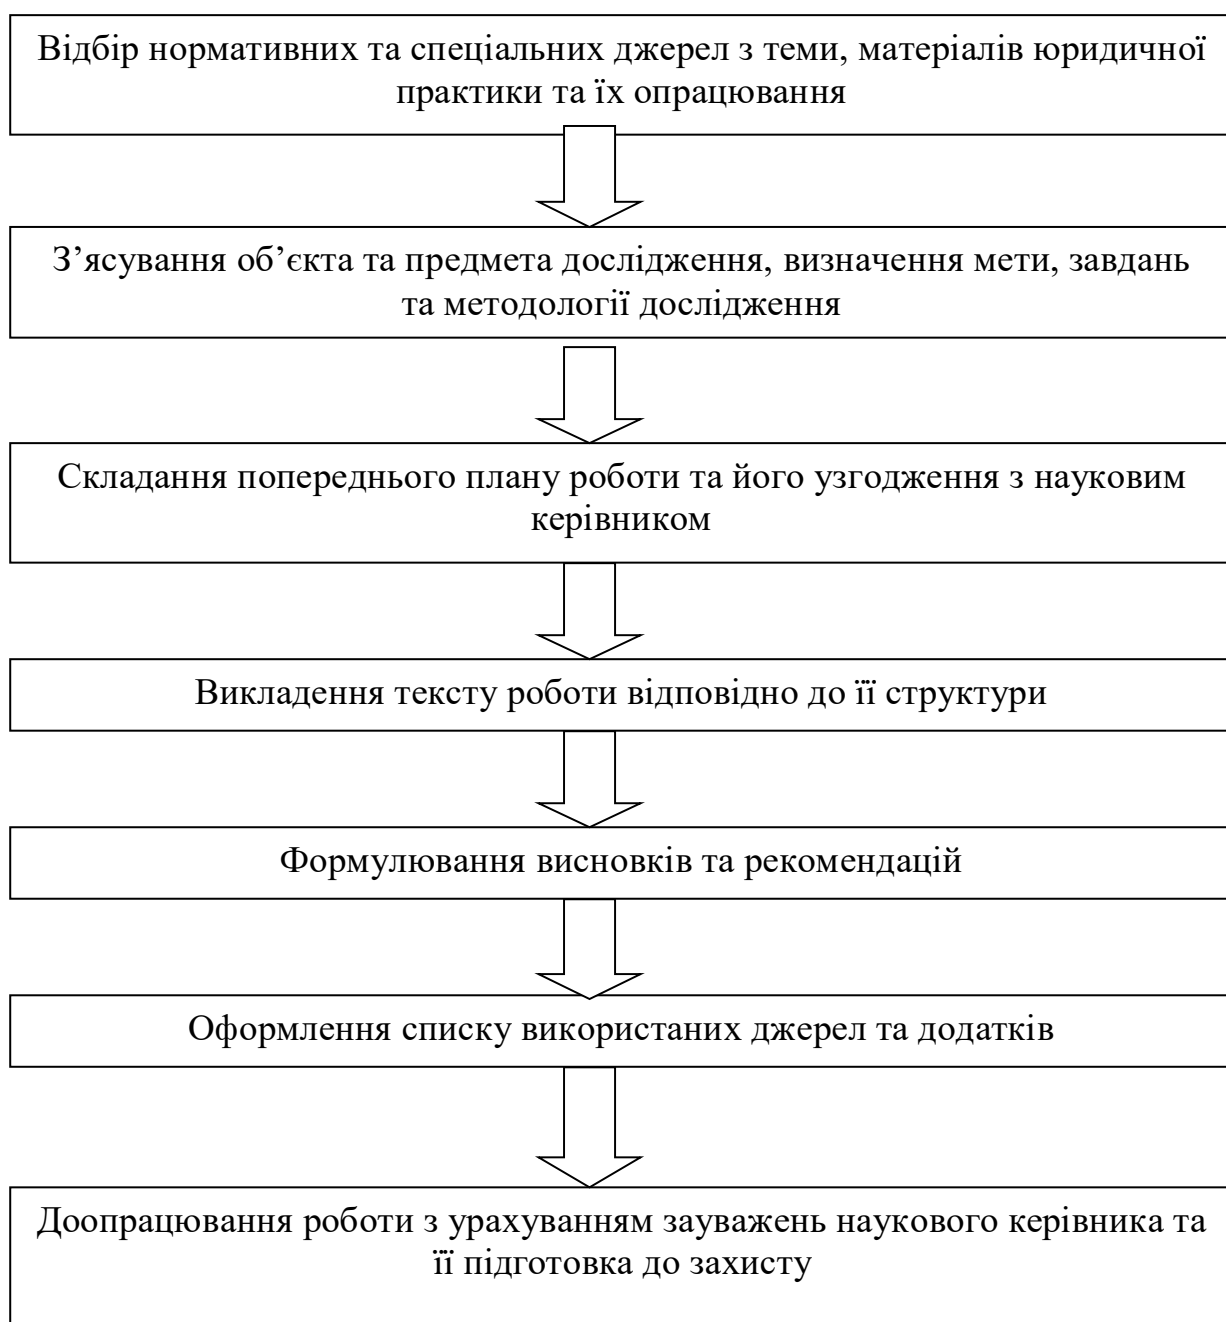 Відбір нормативних та спеціальних джерел з теми, матеріалів юридичної
практики та їх опрацювання
З’ясування об’єкта та предмета дослідження, визначення мети, завдань
та методології дослідження
Складання попереднього плану роботи та його узгодження з науковим
керівником
Викладення тексту роботи відповідно до її структури
Формулювання висновків та рекомендацій
Оформлення списку використаних джерел та додатків
Доопрацювання роботи з урахуванням зауважень наукового керівника та
її підготовка до захисту